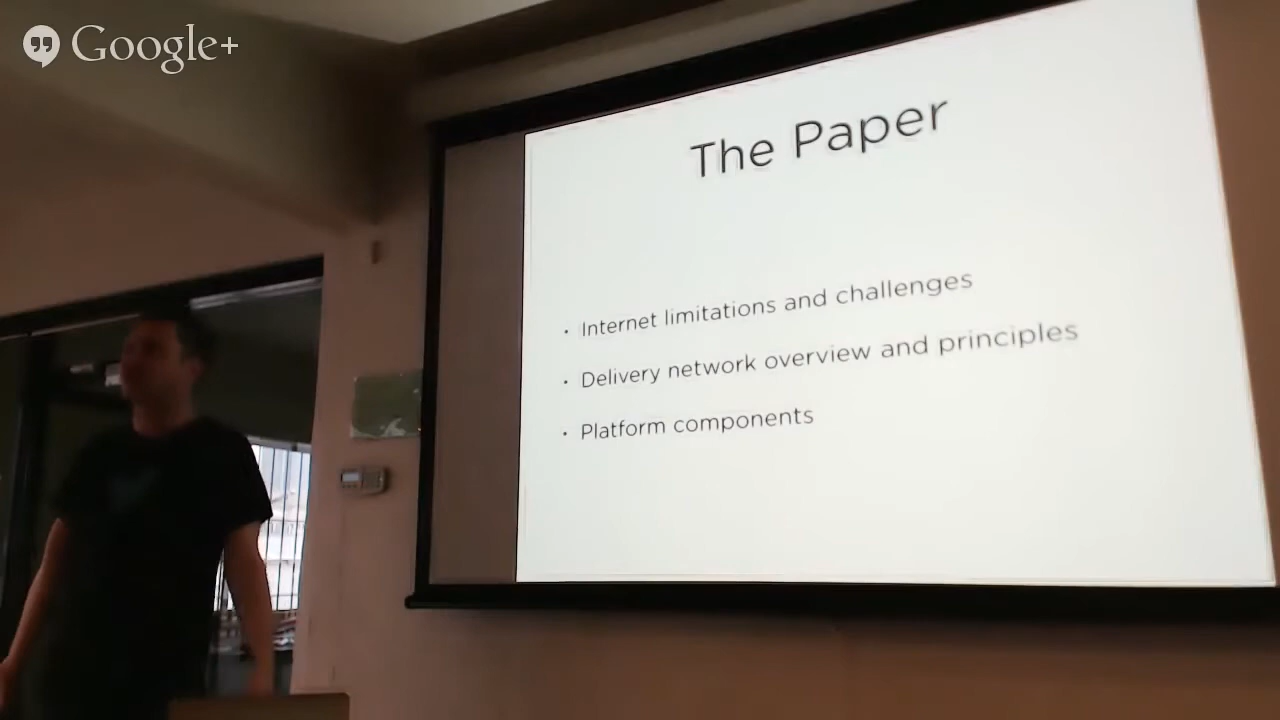 Google+
The Paper
• Internet limitations and challenges
• Delivery network overview and principles
• Platform components